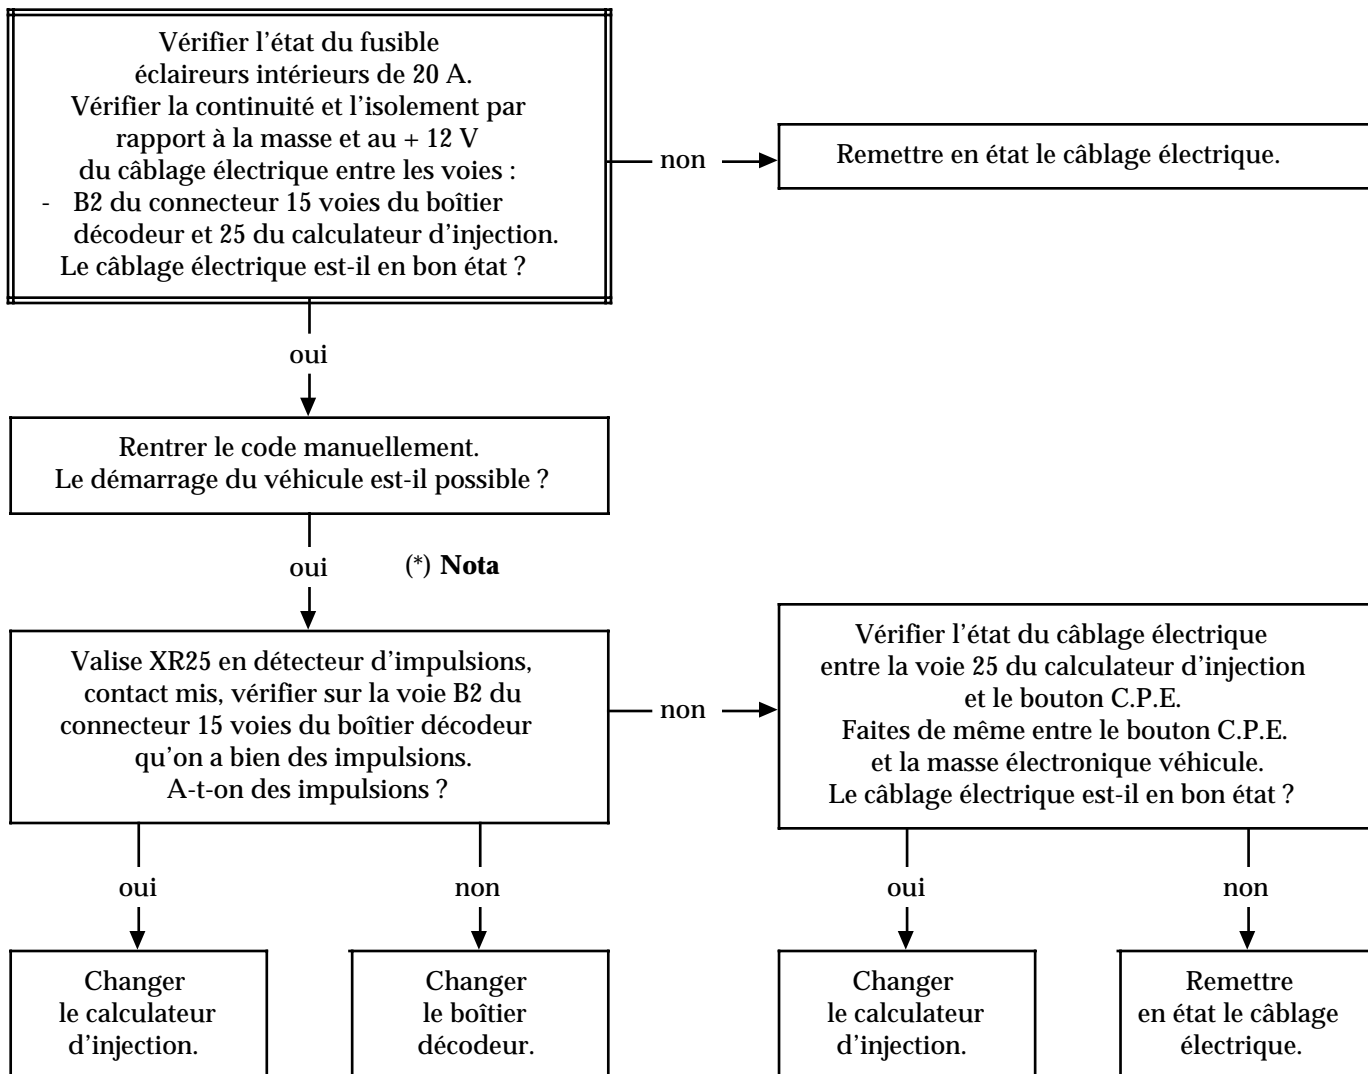 Vérifier l'état du fusible
éclaireurs intérieurs de 20 A.
Vérifier la continuité et l'isolement par
rapport à la masse et au + 12 V
du câblage électrique entre les voies :
- B2 du connecteur 15 voies du boîtier
décodeur et 25 du calculateur d'injection.
Le câblage électrique est-il en bon état ?
non
Remettre en état le câblage électrique.
oui
Rentrer le code manuellement.
Le démarrage du véhicule est-il possible ?
oui
(*) Nota
Valise XR25 en détecteur d'impulsions,
contact mis, vérifier sur la voie B2 du
connecteur 15 voies du boîtier décodeur
qu'on a bien des impulsions.
A-t-on des impulsions ?
non
Vérifier l'état du câblage électrique
entre la voie 25 du calculateur d'injection
et le bouton C.P.E.
Faites de même entre le bouton C.P.E.
et la masse électronique véhicule.
Le câblage électrique est-il en bon état ?
oui
non
oui
non
Changer
le calculateur
d'injection.
Changer
le boîtier
décodeur.
Changer
le calculateur
d'injection.
Remettre
en état le câblage
électrique.